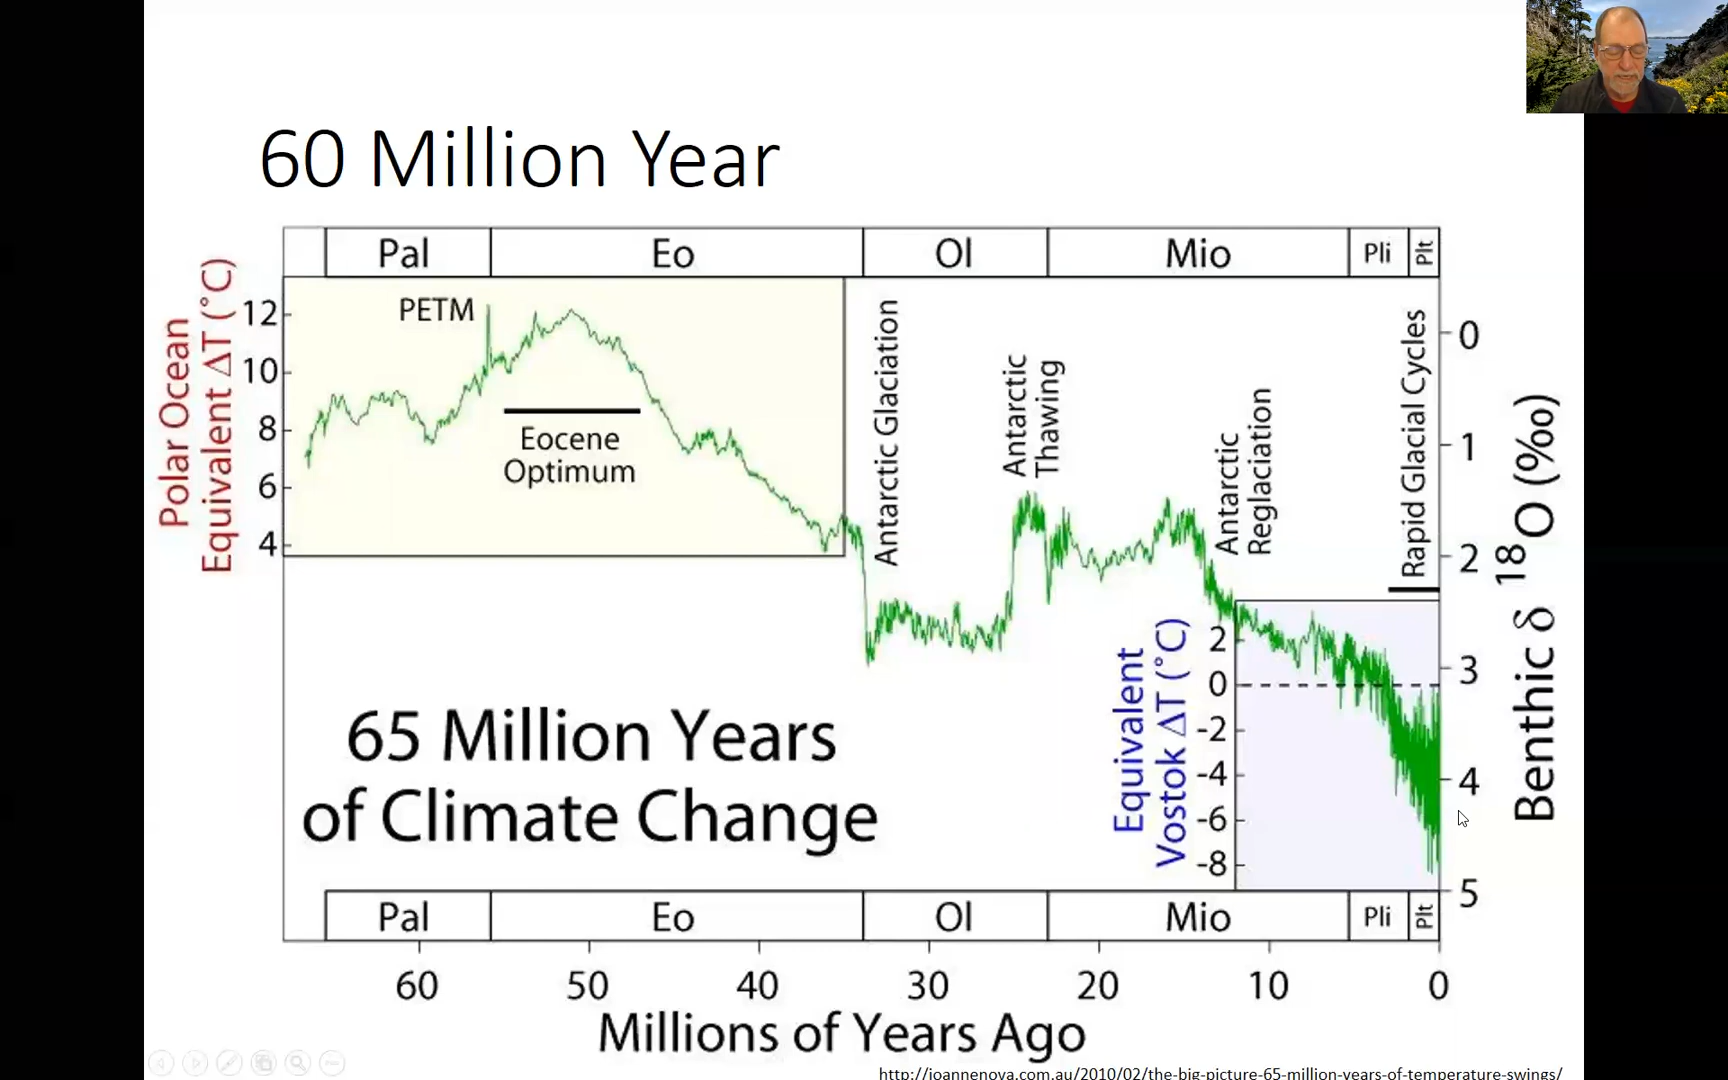 60 Million Year
Pal Eo Ol Mio Pli Plt
Polar Ocean
Equivalent ΔT (°C)
12
10
8
6
4
PETM
Eocene
Optimum
Antarctic Glaciation
Antarctic
Thawing
Antarctic
Reglaciation
Rapid Glacial Cycles
0
1
2
3
4
5
Benthic δ 18O (‰)
Equivalent
Vostok ΔT (°C)
2
0
-2
-4
-6
-8
65 Million Years
of Climate Change
Pal Eo Ol Mio Pli Plt
60 50 40 30 20 10 0
Millions of Years Ago
http://joannenova.com.au/2010/02/the-big-picture-65-million-years-of-temperature-swings/